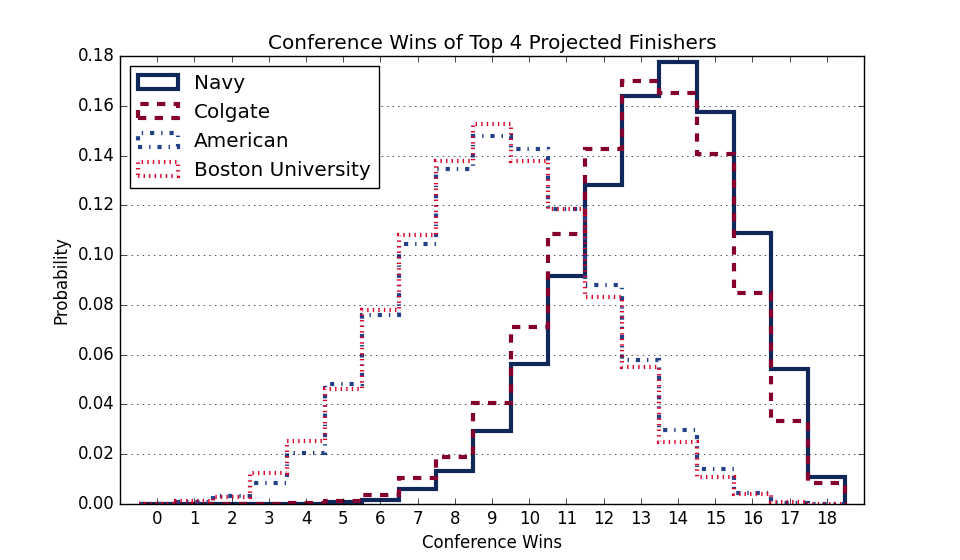 Conference Wins of Top 4 Projected Finishers
0.18
0.16
0.14
0.12
0.10
0.08
0.06
0.04
0.02
0.00
Probability
Navy
Colgate
American
Boston University
0 1 2 3 4 5 6 7 8 9 10 11 12 13 14 15 16 17 18
Conference Wins